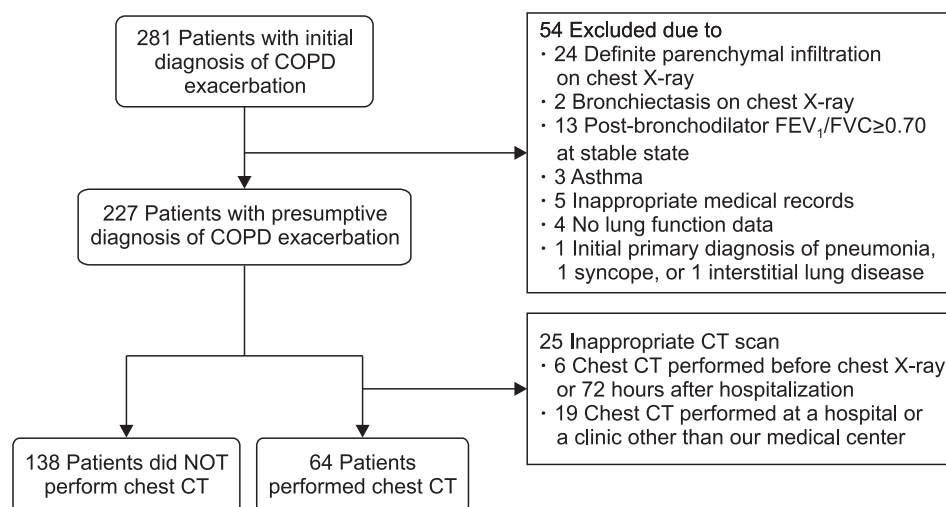 281 Patients with initial
diagnosis of COPD
exacerbation
54 Excluded due to
· 24 Definite parenchymal infiltration
on chest X-ray
· 2 Bronchiectasis on chest X-ray
· 13 Post-bronchodilator FEV₁/FVC≥0.70
at stable state
· 3 Asthma
· 5 Inappropriate medical records
· 4 No lung function data
· 1 Initial primary diagnosis of pneumonia,
1 syncope, or 1 interstitial lung disease
227 Patients with presumptive
diagnosis of COPD exacerbation
25 Inappropriate CT scan
· 6 Chest CT performed before chest X-ray
or 72 hours after hospitalization
· 19 Chest CT performed at a hospital or
a clinic other than our medical center
138 Patients did NOT
perform chest CT
64 Patients
performed chest CT